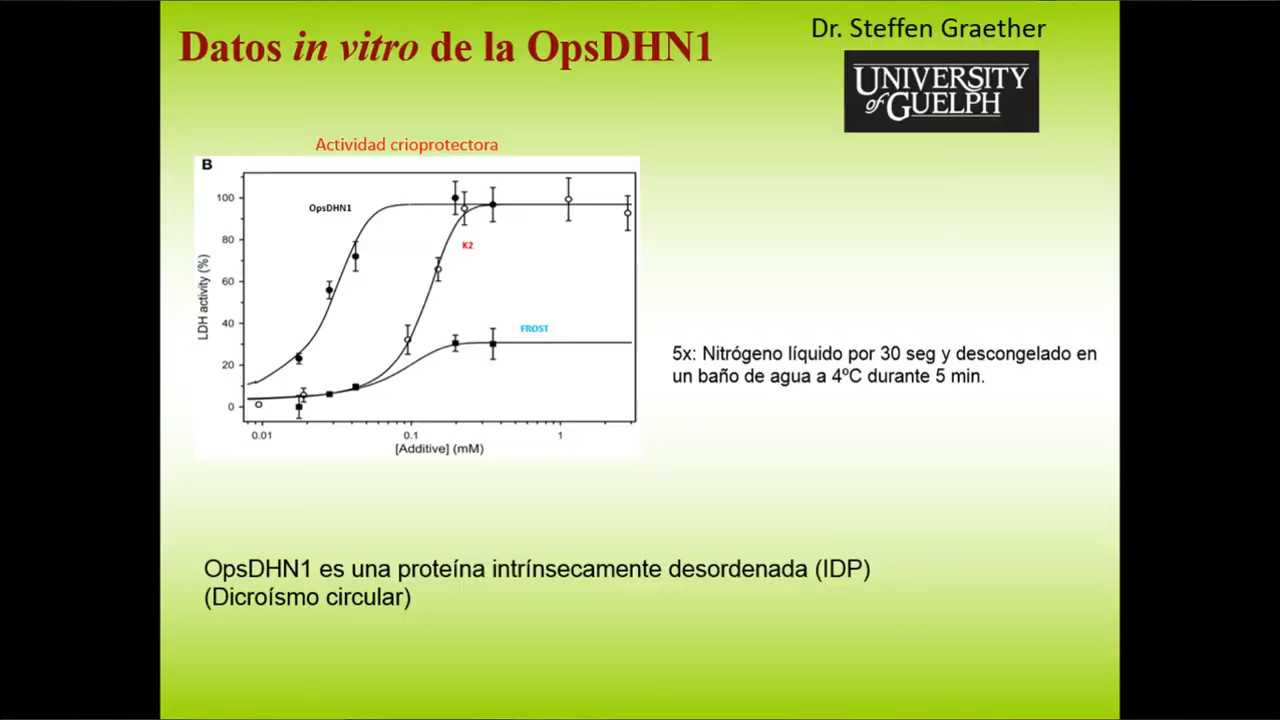 Datos in vitro de la OpsDHN1
Dr. Steffen Graether
UNIVERSITY
of GUELPH
Actividad crioprotectora
B
100
80
60
40
20
0
LDH activity (%)
OpsDHN1
K2
FROST
0.01
0.1
1
[Additive] (mM)
5x: Nitrógeno líquido por 30 seg y descongelado en
un baño de agua a 4ºC durante 5 min.
OpsDHN1 es una proteína intrínsecamente desordenada (IDP)
(Dicroísmo circular)